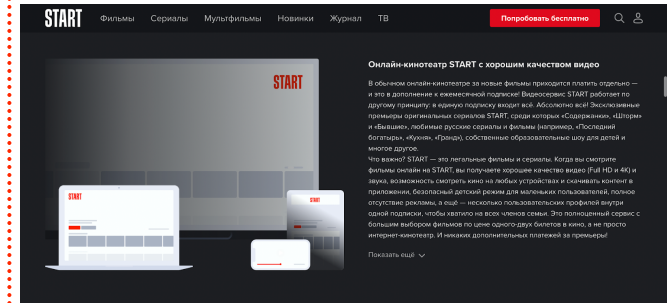 START Фильмы Сериалы Мультфильмы Новинки Журнал ТВ Попробовать бесплатно
Онлайн-кинотеатр START с хорошим качеством видео
В обычном онлайн-кинотеатре за новые фильмы приходится платить отдельно —
и это в дополнение к ежемесячной подписке! Видеосервис START работает по
другому принципу: в единую подписку входит всё. Абсолютно всё! Эксклюзивные
премьеры оригинальных сериалов START, среди которых «Содержанки», «Шторм»
и «Бывшие», любимые русские сериалы и фильмы (например, «Последний
богатырь», «Кухня», «Гранд»), собственные образовательные шоу для детей и
многое другое.
Что важно? START — это легальные фильмы и сериалы. Когда вы смотрите
фильмы онлайн на START, вы получаете хорошее качество видео (Full HD и 4K) и
звука, возможность смотреть кино на любых устройствах и скачивать контент в
приложении, безопасный детский режим для маленьких пользователей, полное
отсутствие рекламы, а ещё — несколько пользовательских профилей внутри
одной подписки, чтобы хватило на всех членов семьи. Это полноценный сервис с
большим выбором фильмов по цене одного-двух билетов в кино, а не просто
интернет-кинотеатр. И никаких дополнительных платежей за премьеры!
Показать ещё
START
START
START